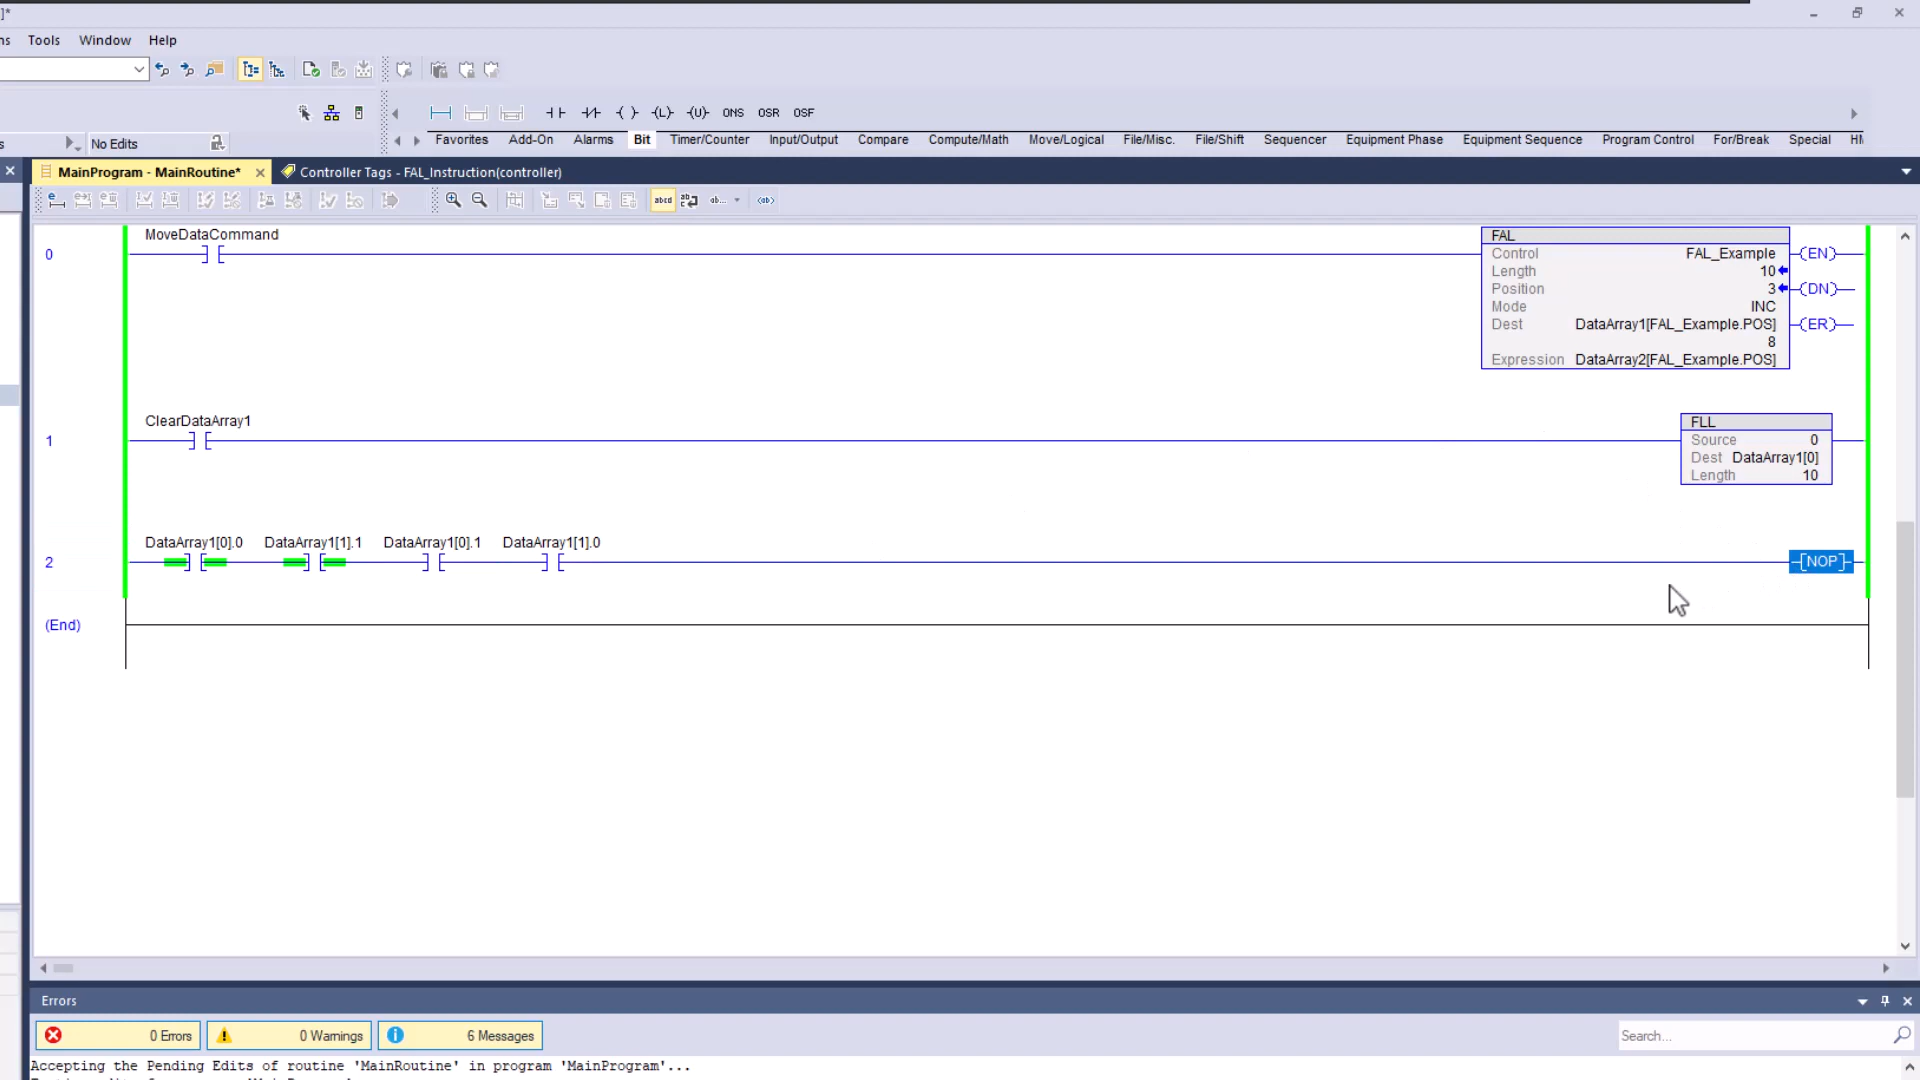 ]*
ns Tools Window Help
ONS OSR OSF
s No Edits
Favorites Add-On Alarms Bit Timer/Counter Input/Output Compare Compute/Math Move/Logical File/Misc. File/Shift Sequencer Equipment Phase Equipment Sequence Program Control For/Break Special HM
MainProgram - MainRoutine* Controller Tags - FAL_Instruction(controller)
abcd ab...
0 MoveDataCommand
FAL
Control FAL_Example (EN)
Length 10
Position 3 (DN)
Mode INC
Dest DataArray1[FAL_Example.POS] (ER)
8
Expression DataArray2[FAL_Example.POS]
1 ClearDataArray1
FLL
Source 0
Dest DataArray1[0]
Length 10
DataArray1[0].0 DataArray1[1].1 DataArray1[0].1 DataArray1[1].0
2 [NOP]
(End)
Errors
0 Errors 0 Warnings 6 Messages Search...
Accepting the Pending Edits of routine 'MainRoutine' in program 'MainProgram'...